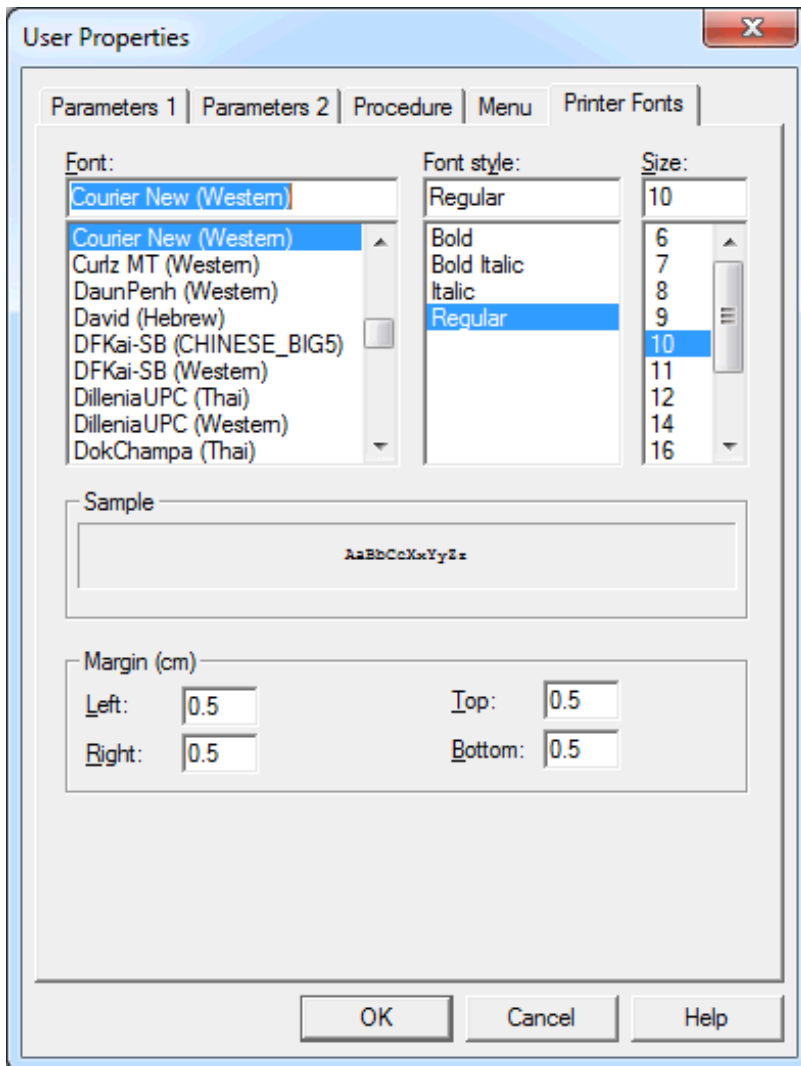 User Properties
Parameters 1 Parameters 2 Procedure Menu Printer Fonts
Font: Font style: Size:
Courier New (Western) Regular 10
Courier New (Western) Bold 6
Curlz MT (Western) Bold Italic 7
DaunPenh (Western) Italic 8
David (Hebrew) Regular 9
DFKai-SB (CHINESE_BIG5) 10
DFKai-SB (Western) 11
DilleniaUPC (Thai) 12
DilleniaUPC (Western) 14
DokChampa (Thai) 16
Sample
AaBbCcXxYyZz
Margin (cm)
Left: 0.5 Top: 0.5
Right: 0.5 Bottom: 0.5
OK Cancel Help